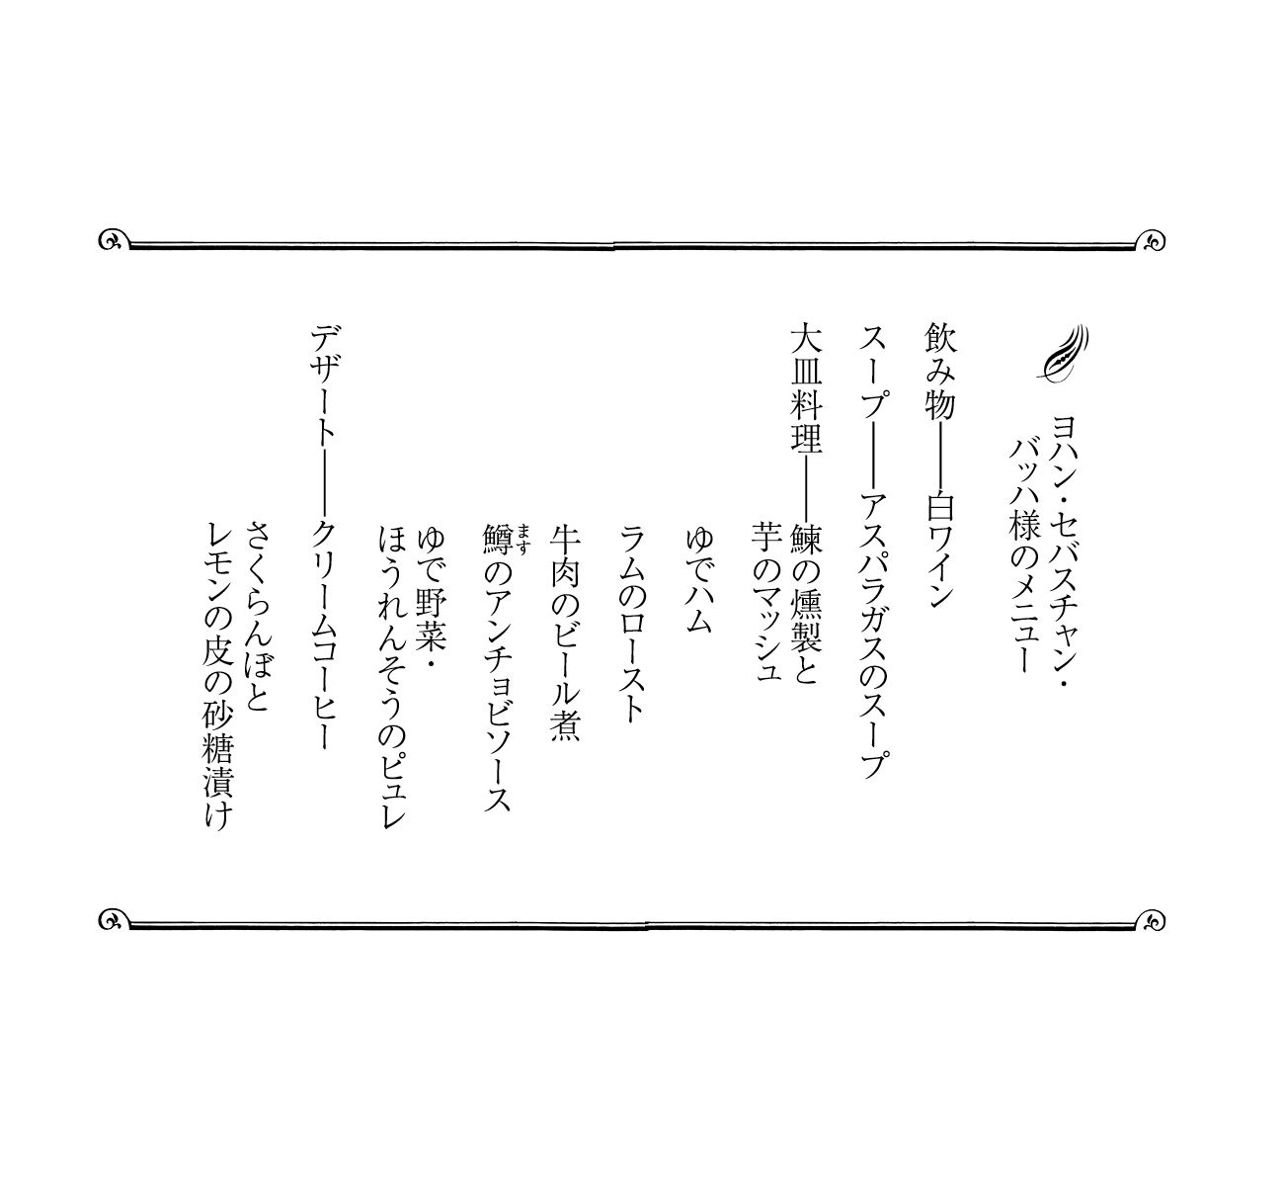 ヨハン・セバスチャン・
バッハ様のメニュー
飲み物――白ワイン
スープ――アスパラガスのスープ
大皿料理――鰊の燻製と
芋のマッシュ
ゆでハム
ラムのロースト
牛肉のビール煮
鱒のアンチョビソース
ます
ゆで野菜・
ほうれんそうのピュレ
デザート――クリームコーヒー
さくらんぼと
レモンの皮の砂糖漬け